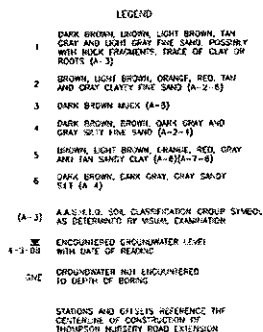 LEGEND
1 DARK BROWN, BROWN, LIGHT BROWN, TAN
GRAY AND LIGHT GRAY FINE SAND, POSSIBLY
WITH ROCK FRAGMENTS, TRACE OF CLAY OR
ROOTS (A-3)
2 BROWN, LIGHT BROWN, ORANGE, RED, TAN
AND GRAY CLAYEY FINE SAND (A-2-6)
3 DARK BROWN MUCK (A-8)
4 DARK BROWN, BROWN, DARK GRAY AND
GRAY SILTY FINE SAND (A-2-4)
5 BROWN, LIGHT BROWN, ORANGE, RED, GRAY
AND TAN SANDY CLAY (A-6)(A-7-6)
6 DARK BROWN, DARK GRAY, GRAY SANDY
SILT (A-4)
(A-3) A.A.S.H.T.O. SOIL CLASSIFICATION GROUP SYMBOL
AS DETERMINED BY VISUAL EXAMINATION
ENCOUNTERED GROUNDWATER LEVEL
4-3-08 WITH DATE OF READING
GNE GROUNDWATER NOT ENCOUNTERED
TO DEPTH OF BORING
STATIONS AND OFFSETS REFERENCE THE
CENTERLINE OF CONSTRUCTION OF
THOMPSON NURSERY ROAD EXTENSION